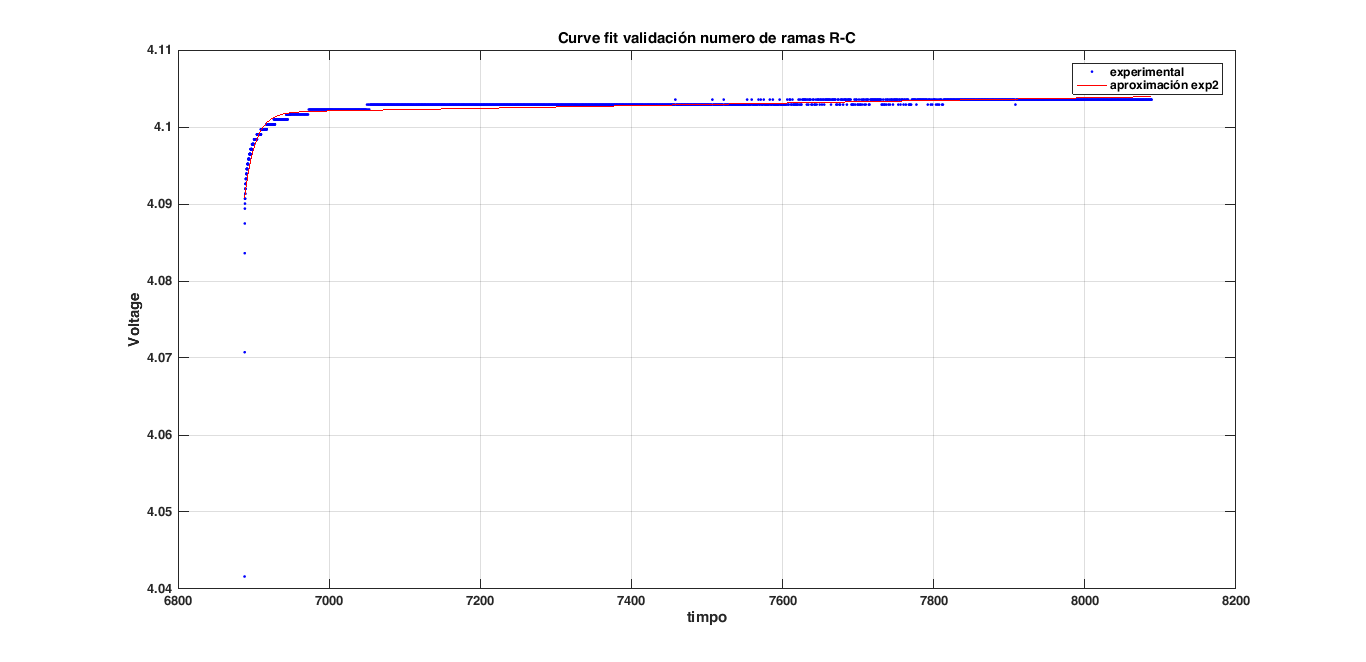 Curve fit validación numero de ramas R-C
experimental
aproximación exp2
Voltage
4.11
4.1
4.09
4.08
4.07
4.06
4.05
4.04
6800 7000 7200 7400 7600 7800 8000 8200
timpo